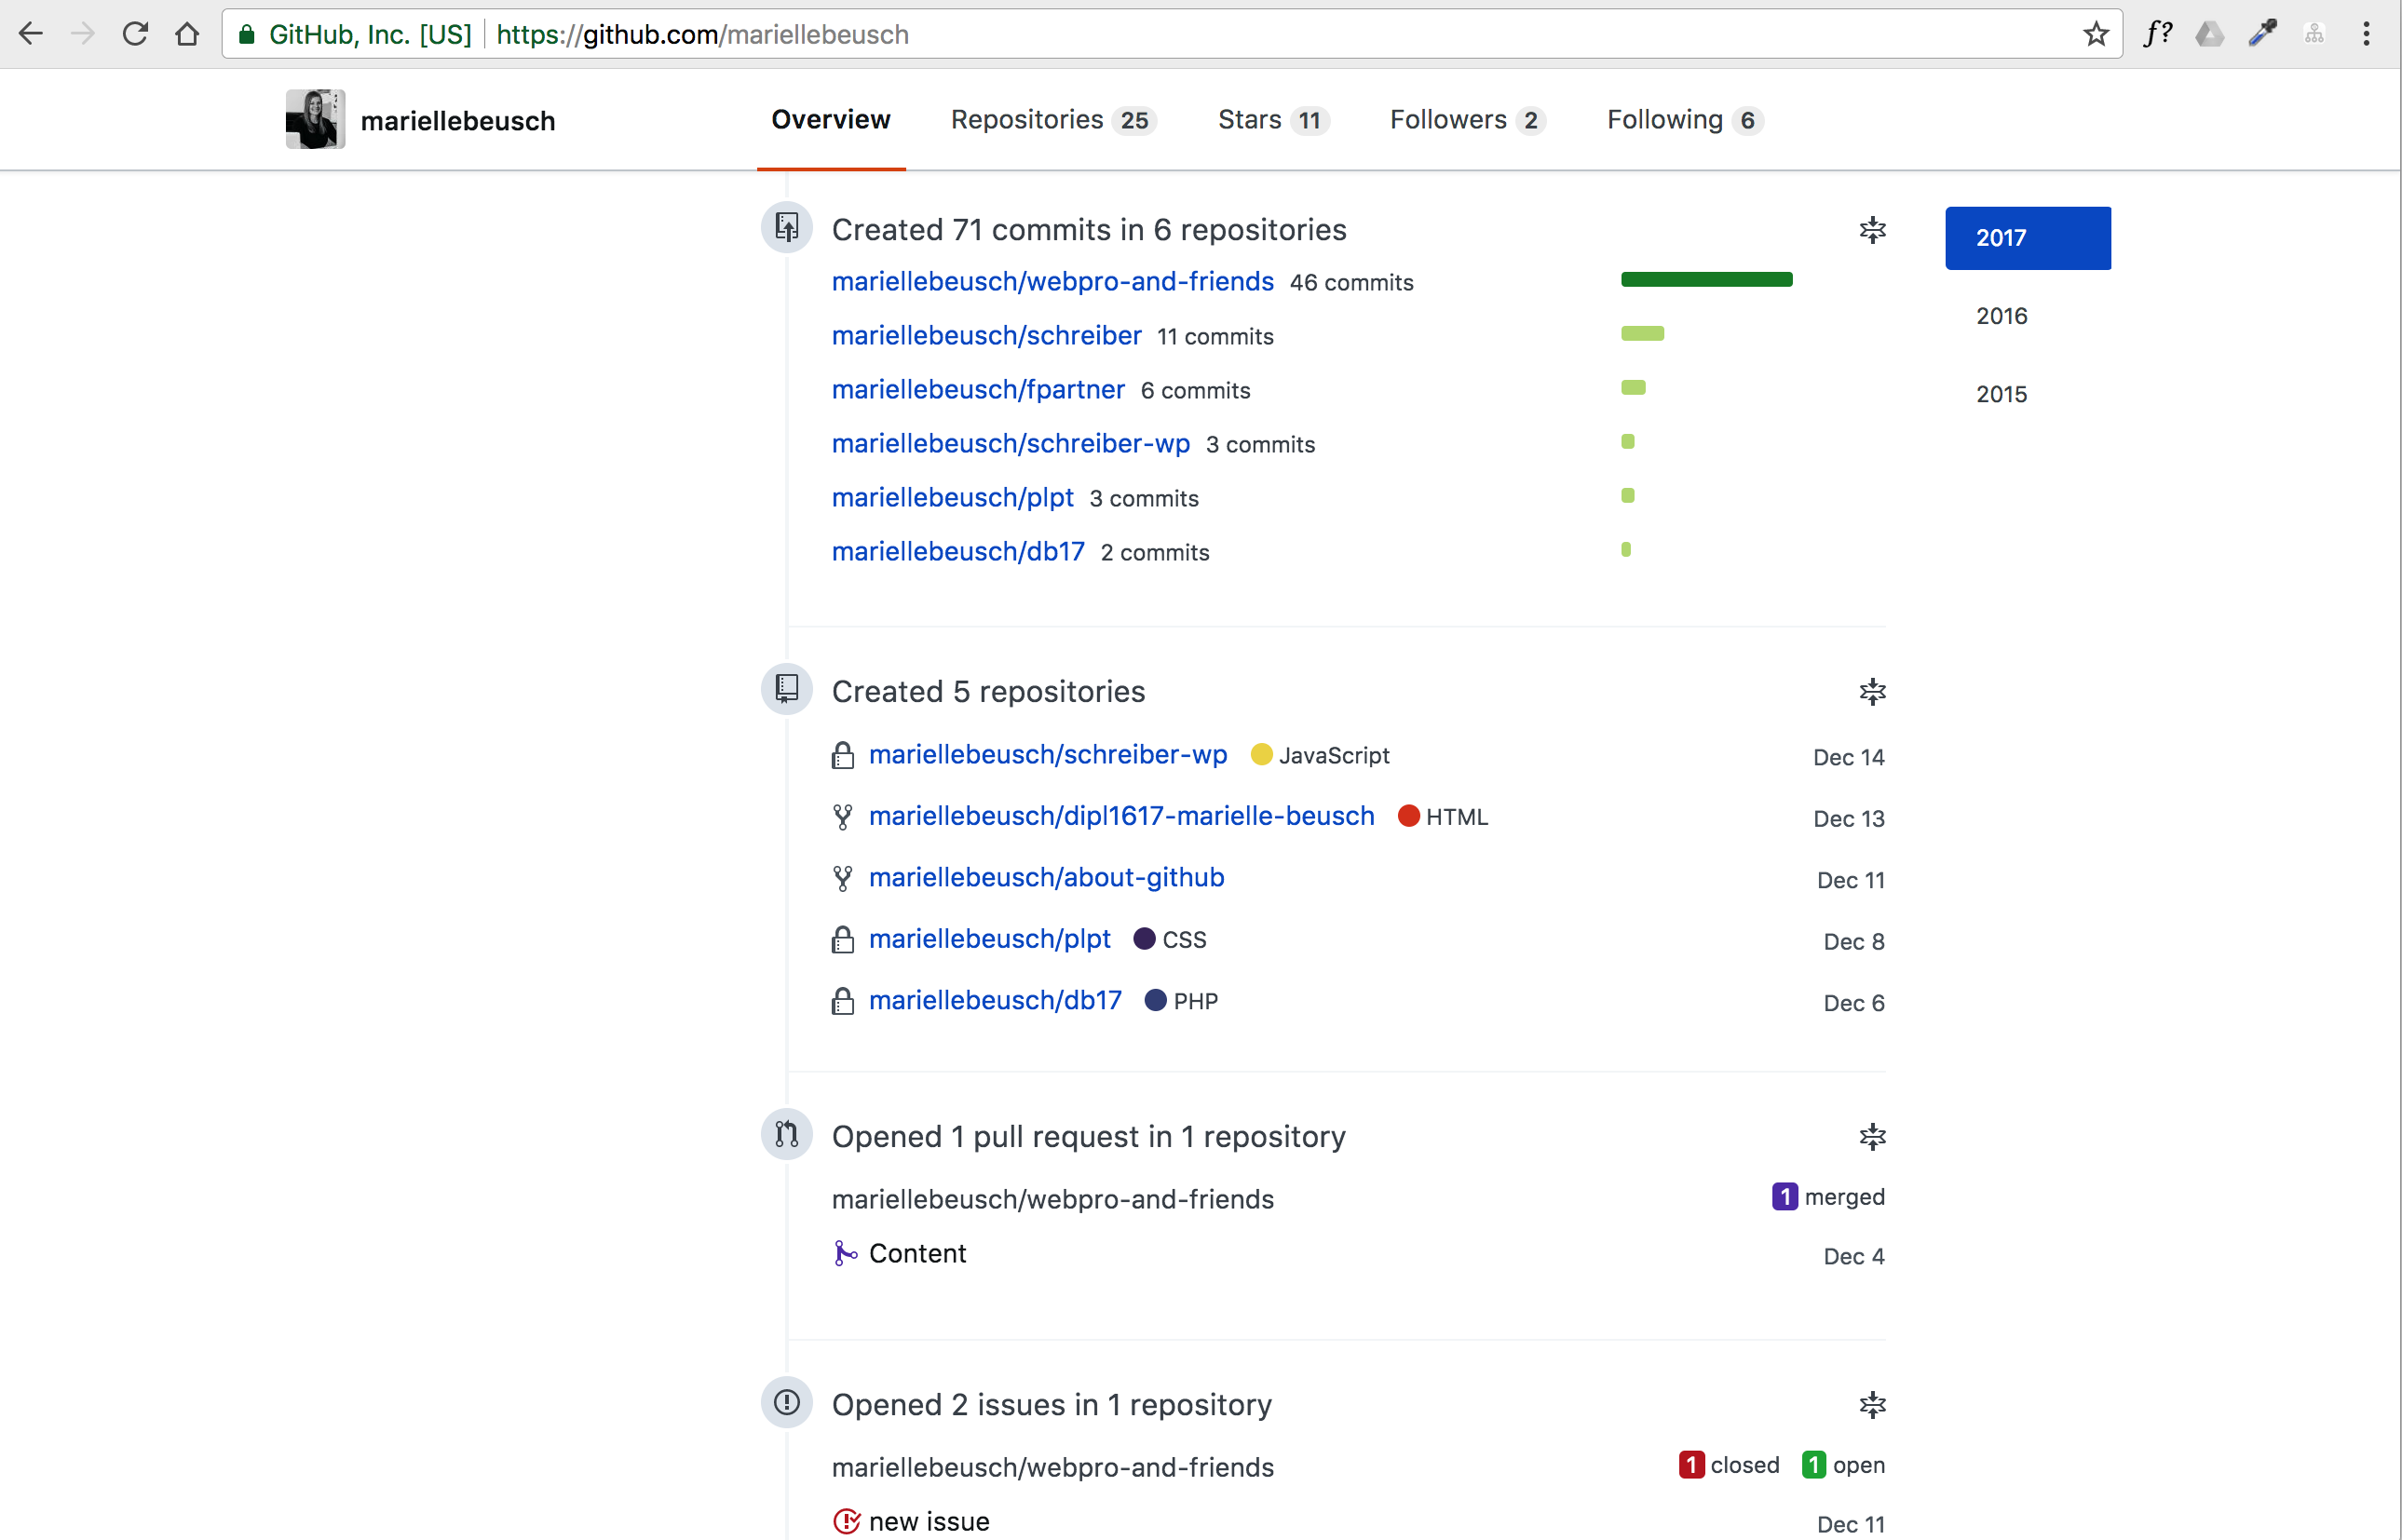 GitHub, Inc. [US] https://github.com/mariellebeusch f?
mariellebeusch Overview Repositories 25 Stars 11 Followers 2 Following 6
Created 71 commits in 6 repositories
mariellebeusch/webpro-and-friends 46 commits
mariellebeusch/schreiber 11 commits
mariellebeusch/fpartner 6 commits
mariellebeusch/schreiber-wp 3 commits
mariellebeusch/plpt 3 commits
mariellebeusch/db17 2 commits
2017
2016
2015
Created 5 repositories
mariellebeusch/schreiber-wp JavaScript Dec 14
mariellebeusch/dipl1617-marielle-beusch HTML Dec 13
mariellebeusch/about-github Dec 11
mariellebeusch/plpt CSS Dec 8
mariellebeusch/db17 PHP Dec 6
Opened 1 pull request in 1 repository
mariellebeusch/webpro-and-friends 1 merged
Content Dec 4
Opened 2 issues in 1 repository
mariellebeusch/webpro-and-friends 1 closed 1 open
new issue Dec 11